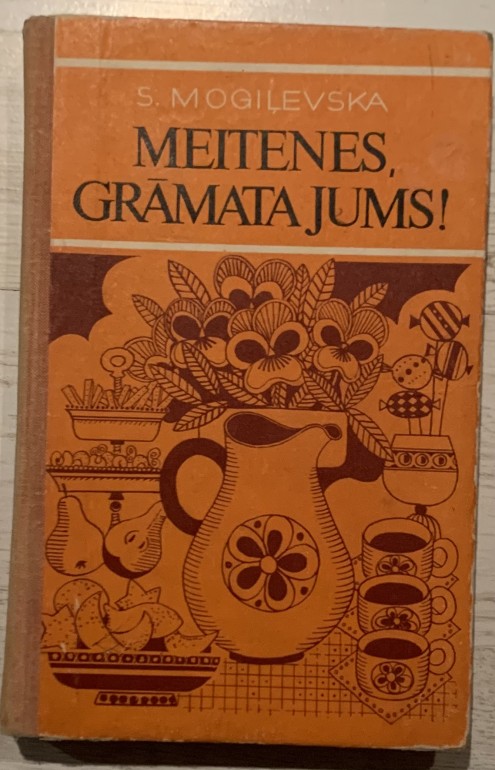 S. MOGIĻEVSKA
MEITENES,
GRĀMATA JUMS!